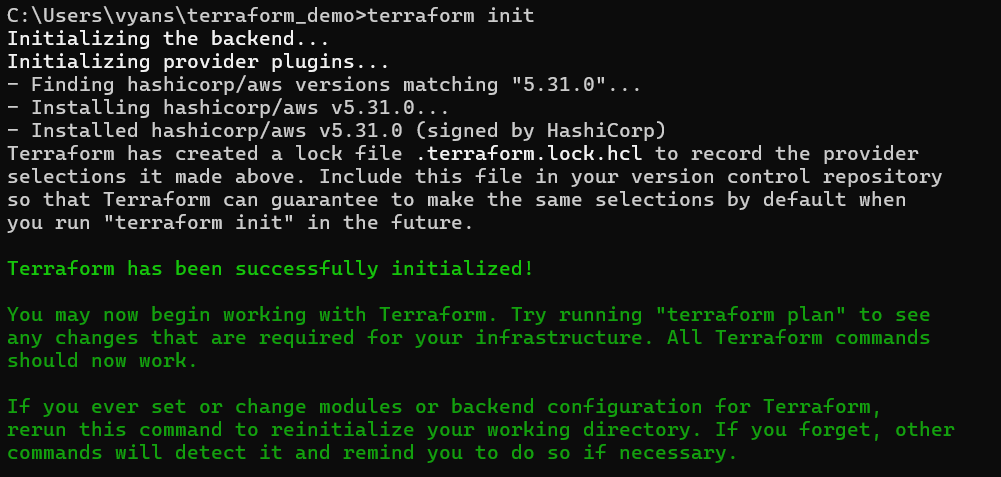 C:\Users\vyans\terraform_demo>terraform init
Initializing the backend...
Initializing provider plugins...
- Finding hashicorp/aws versions matching "5.31.0"...
- Installing hashicorp/aws v5.31.0...
- Installed hashicorp/aws v5.31.0 (signed by HashiCorp)
Terraform has created a lock file .terraform.lock.hcl to record the provider
selections it made above. Include this file in your version control repository
so that Terraform can guarantee to make the same selections by default when
you run "terraform init" in the future.
Terraform has been successfully initialized!
You may now begin working with Terraform. Try running "terraform plan" to see
any changes that are required for your infrastructure. All Terraform commands
should now work.
If you ever set or change modules or backend configuration for Terraform,
rerun this command to reinitialize your working directory. If you forget, other
commands will detect it and remind you to do so if necessary.